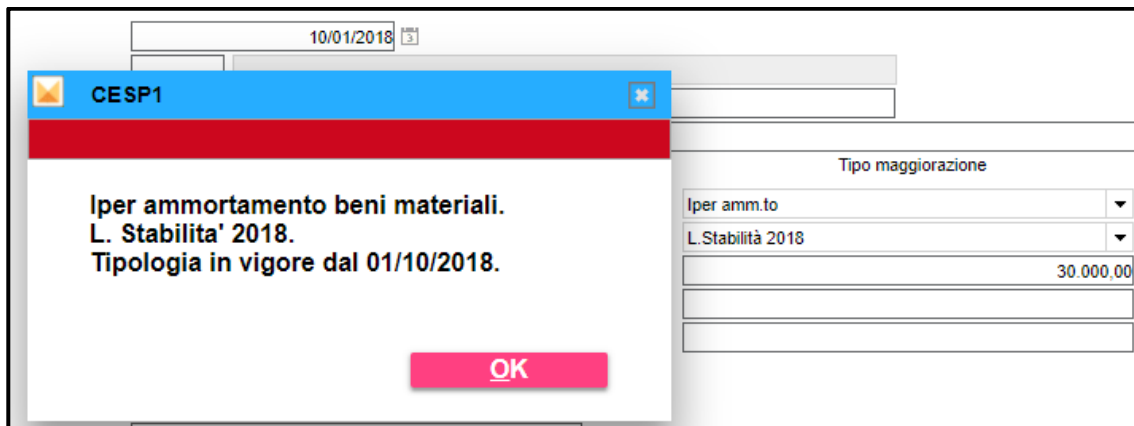 10/01/2018
3
CESP1
Tipo maggiorazione
Iper ammortamento beni materiali.
L. Stabilita' 2018.
Tipologia in vigore dal 01/10/2018.
Iper amm.to
L.Stabilità 2018
30.000,00
OK